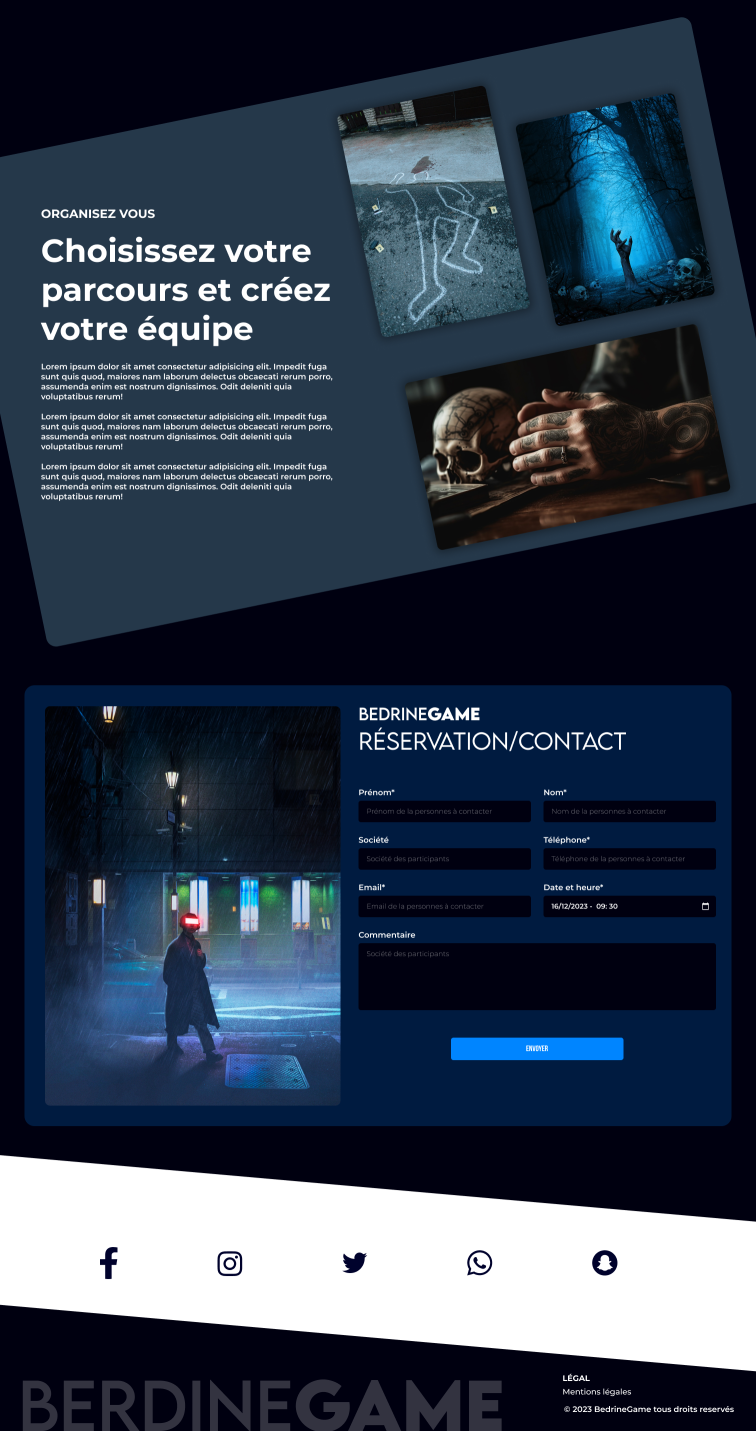 ORGANISEZ VOUS
Choisissez votre
parcours et créez
votre équipe
Lorem ipsum dolor sit amet consectetur adipisicing elit. Impedit fuga
sunt quis quod, maiores nam laborum delectus obcaecati rerum porro,
assumenda enim est nostrum dignissimos. Odit deleniti quia
voluptatibus rerum!
Lorem ipsum dolor sit amet consectetur adipisicing elit. Impedit fuga
sunt quis quod, maiores nam laborum delectus obcaecati rerum porro,
assumenda enim est nostrum dignissimos. Odit deleniti quia
voluptatibus rerum!
Lorem ipsum dolor sit amet consectetur adipisicing elit. Impedit fuga
sunt quis quod, maiores nam laborum delectus obcaecati rerum porro,
assumenda enim est nostrum dignissimos. Odit deleniti quia
voluptatibus rerum!
BEDRINEGAME
RÉSERVATION/CONTACT
Prénom*
Prénom de la personnes à contacter
Nom*
Nom de la personnes à contacter
Société
Société des participants
Téléphone*
Téléphone de la personnes à contacter
Email*
Email de la personnes à contacter
Date et heure*
16/12/2023 - 09: 30
Commentaire
Société des participants
ENVOYER
BERDINEGAME
LÉGAL
Mentions légales
© 2023 BedrineGame tous droits reservés